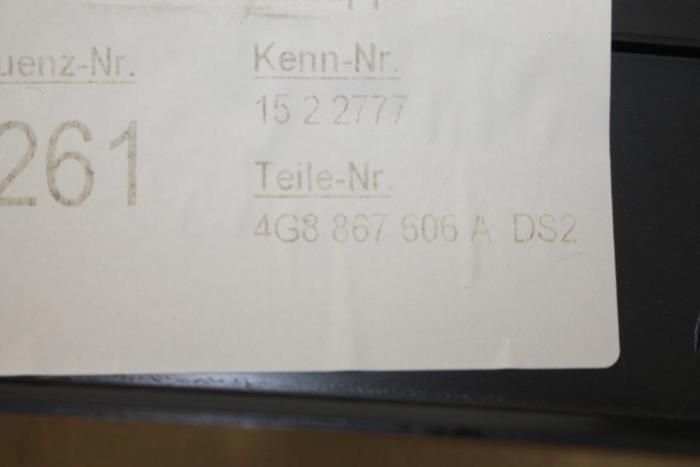 uenz-Nr.
Kenn-Nr.
15 2 2777
261
Teile-Nr.
4G8 867 606 A DS2